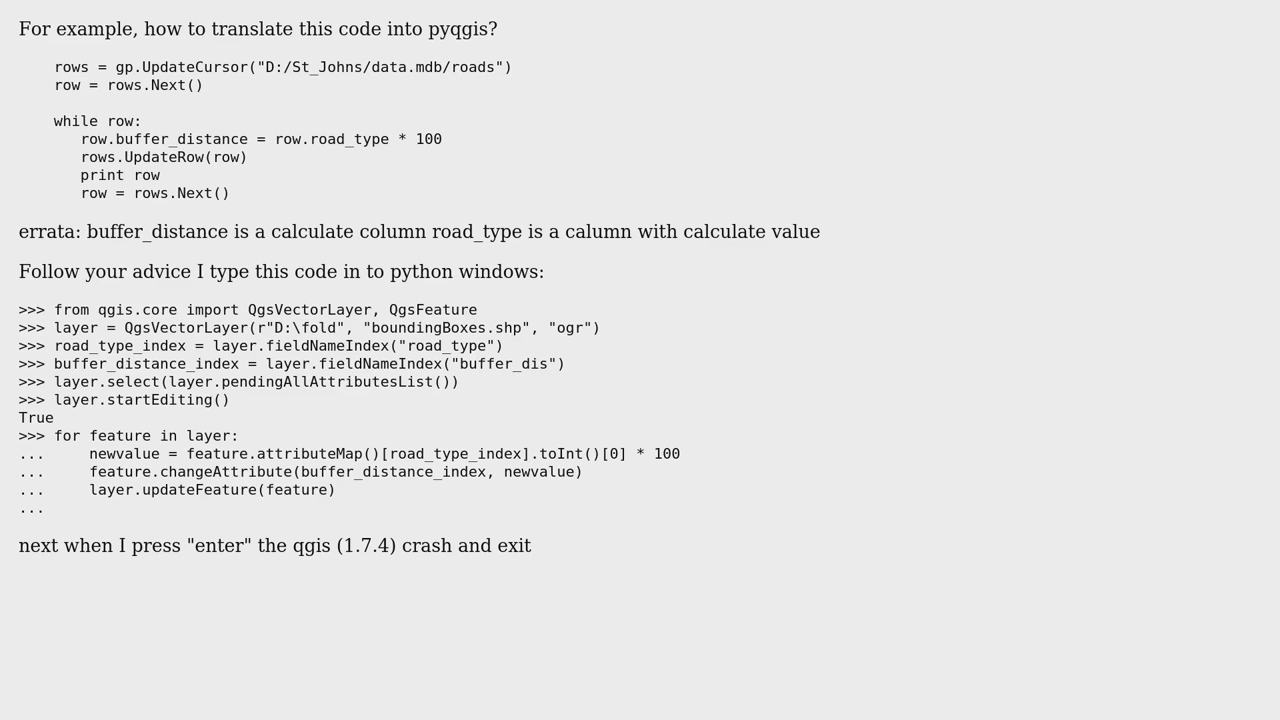 For example, how to translate this code into pyqgis?
rows = gp.UpdateCursor("D:/St_Johns/data.mdb/roads")
row = rows.Next()
while row:
row.buffer_distance = row.road_type * 100
rows.UpdateRow(row)
print row
row = rows.Next()
errata: buffer_distance is a calculate column road_type is a calumn with calculate value
Follow your advice I type this code in to python windows:
>>> from qgis.core import QgsVectorLayer, QgsFeature
>>> layer = QgsVectorLayer(r"D:\fold", "boundingBoxes.shp", "ogr")
>>> road_type_index = layer.fieldNameIndex("road_type")
>>> buffer_distance_index = layer.fieldNameIndex("buffer_dis")
>>> layer.select(layer.pendingAllAttributesList())
>>> layer.startEditing()
True
>>> for feature in layer:
...     newvalue = feature.attributeMap()[road_type_index].toInt()[0] * 100
...     feature.changeAttribute(buffer_distance_index, newvalue)
...     layer.updateFeature(feature)
...
next when I press "enter" the qgis (1.7.4) crash and exit